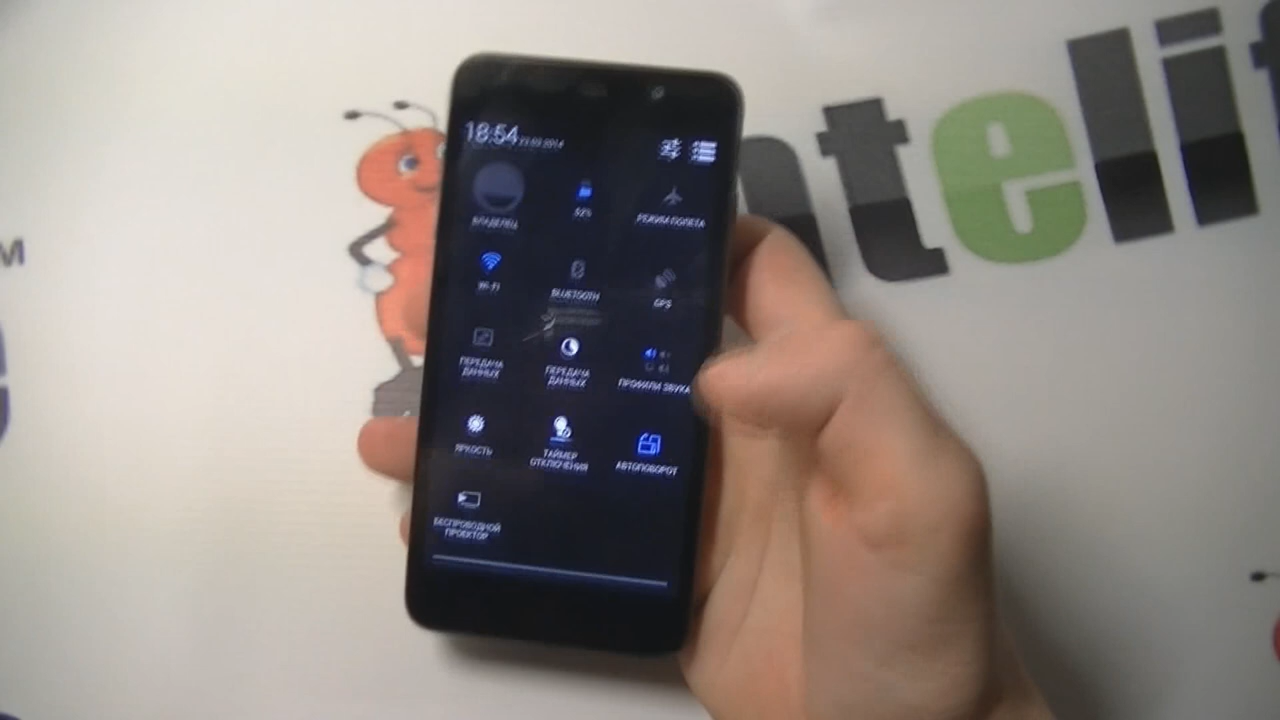 18:54
ВЛАДЕЛЕЦ
52%
РЕЖИМ ПОЛЕТА
WI-FI
BLUETOOTH
GPS
ПЕРЕДАЧА
ДАННЫХ
ПЕРЕДАЧА
ДАННЫХ
ПРОФИЛИ ЗВУКА
ЯРКОСТЬ
ТАЙМЕР
ОТКЛЮЧЕНИЯ
АВТОПОВОРОТ
БЕСПРОВОДНОЙ
ПРОЕКТОР
nteli
м